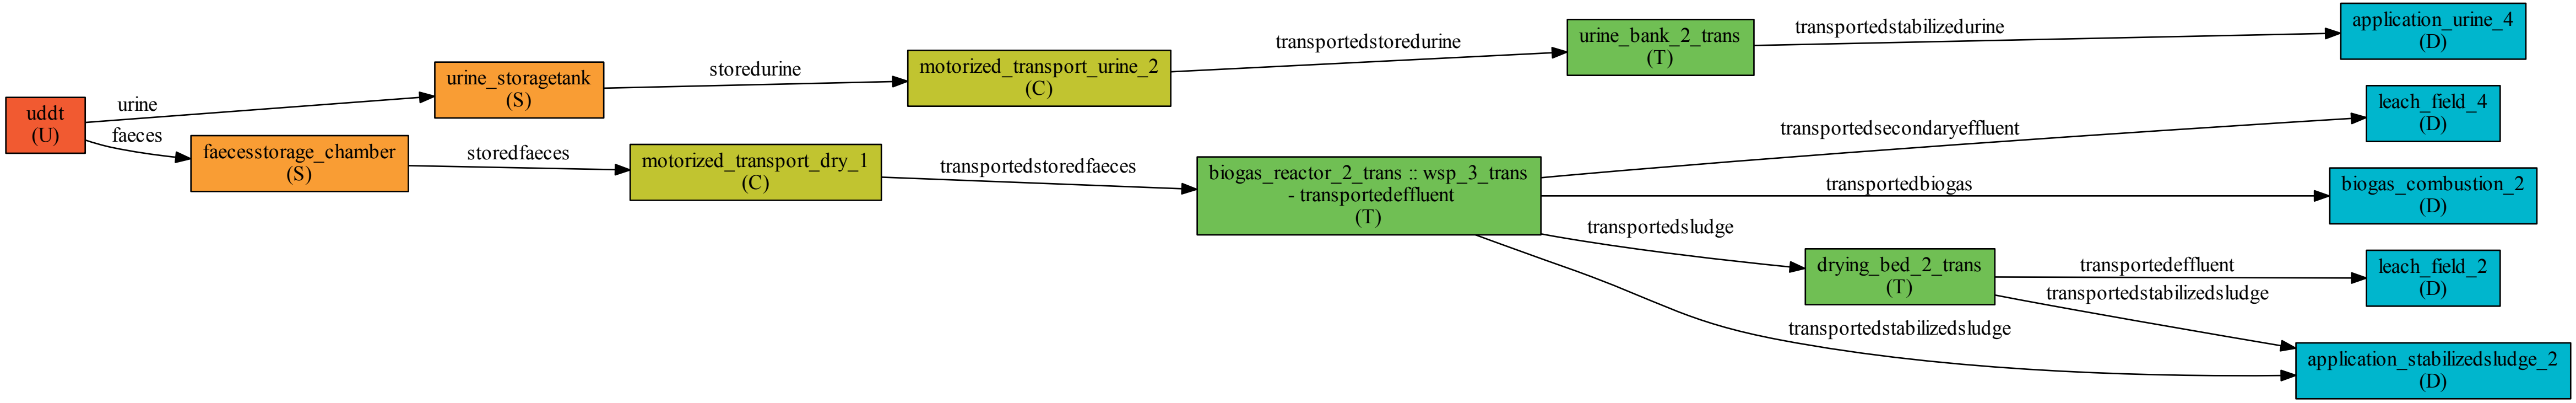 uddt
(U)
urine
faeces
urine_storagetank
(S)
faecesstorage_chamber
(S)
storedurine
storedfaeces
motorized_transport_urine_2
(C)
motorized_transport_dry_1
(C)
transportedstoredurine
transportedstoredfaeces
urine_bank_2_trans
(T)
biogas_reactor_2_trans :: wsp_3_trans
- transportedeffluent
(T)
transportedstabilizedurine
transportedsecondaryeffluent
transportedbiogas
transportedsludge
drying_bed_2_trans
(T)
transportedeffluent
transportedstabilizedsludge
transportedstabilizedsludge
application_urine_4
(D)
leach_field_4
(D)
biogas_combustion_2
(D)
leach_field_2
(D)
application_stabilizedsludge_2
(D)